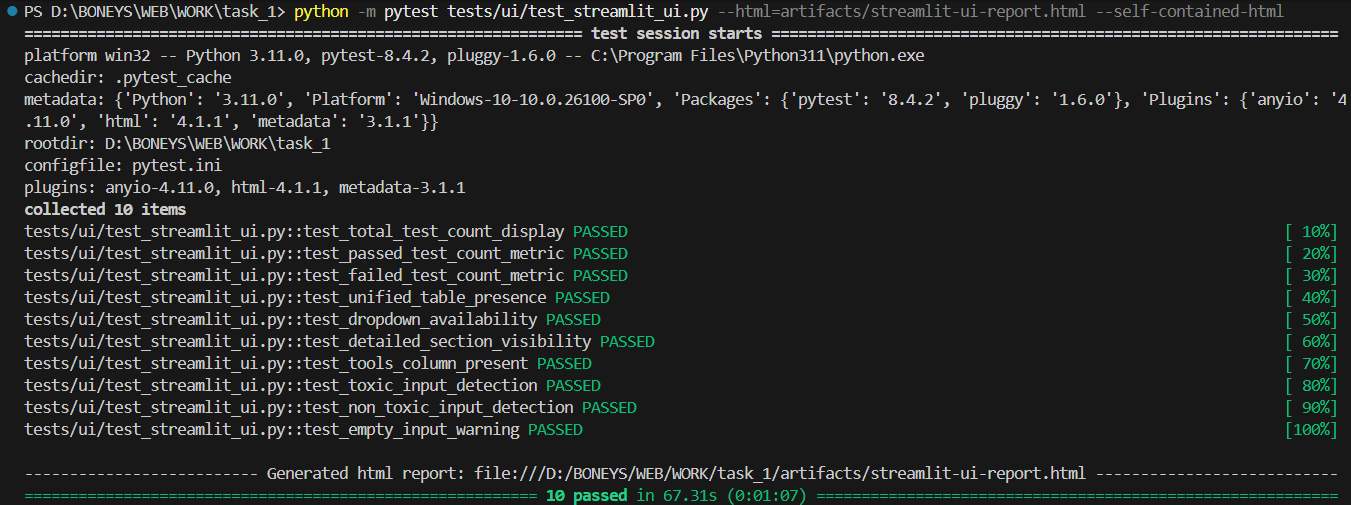 PS D:\BONEYS\WEB\WORK\task_1> python -m pytest tests/ui/test_streamlit_ui.py --html=artifacts/streamlit-ui-report.html --self-contained-html
============================================================== test session starts ===============================================================
platform win32 -- Python 3.11.0, pytest-8.4.2, pluggy-1.6.0 -- C:\Program Files\Python311\python.exe
cachedir: .pytest_cache
metadata: {'Python': '3.11.0', 'Platform': 'Windows-10-10.0.26100-SP0', 'Packages': {'pytest': '8.4.2', 'pluggy': '1.6.0'}, 'Plugins': {'anyio': '4
.11.0', 'html': '4.1.1', 'metadata': '3.1.1'}}
rootdir: D:\BONEYS\WEB\WORK\task_1
configfile: pytest.ini
plugins: anyio-4.11.0, html-4.1.1, metadata-3.1.1
collected 10 items
tests/ui/test_streamlit_ui.py::test_total_test_count_display PASSED [ 10%]
tests/ui/test_streamlit_ui.py::test_passed_test_count_metric PASSED [ 20%]
tests/ui/test_streamlit_ui.py::test_failed_test_count_metric PASSED [ 30%]
tests/ui/test_streamlit_ui.py::test_unified_table_presence PASSED [ 40%]
tests/ui/test_streamlit_ui.py::test_dropdown_availability PASSED [ 50%]
tests/ui/test_streamlit_ui.py::test_detailed_section_visibility PASSED [ 60%]
tests/ui/test_streamlit_ui.py::test_tools_column_present PASSED [ 70%]
tests/ui/test_streamlit_ui.py::test_toxic_input_detection PASSED [ 80%]
tests/ui/test_streamlit_ui.py::test_non_toxic_input_detection PASSED [ 90%]
tests/ui/test_streamlit_ui.py::test_empty_input_warning PASSED [100%]
-------------------------- Generated html report: file:///D:/BONEYS/WEB/WORK/task_1/artifacts/streamlit-ui-report.html ---------------------------
========================================================= 10 passed in 67.31s (0:01:07) ==========================================================